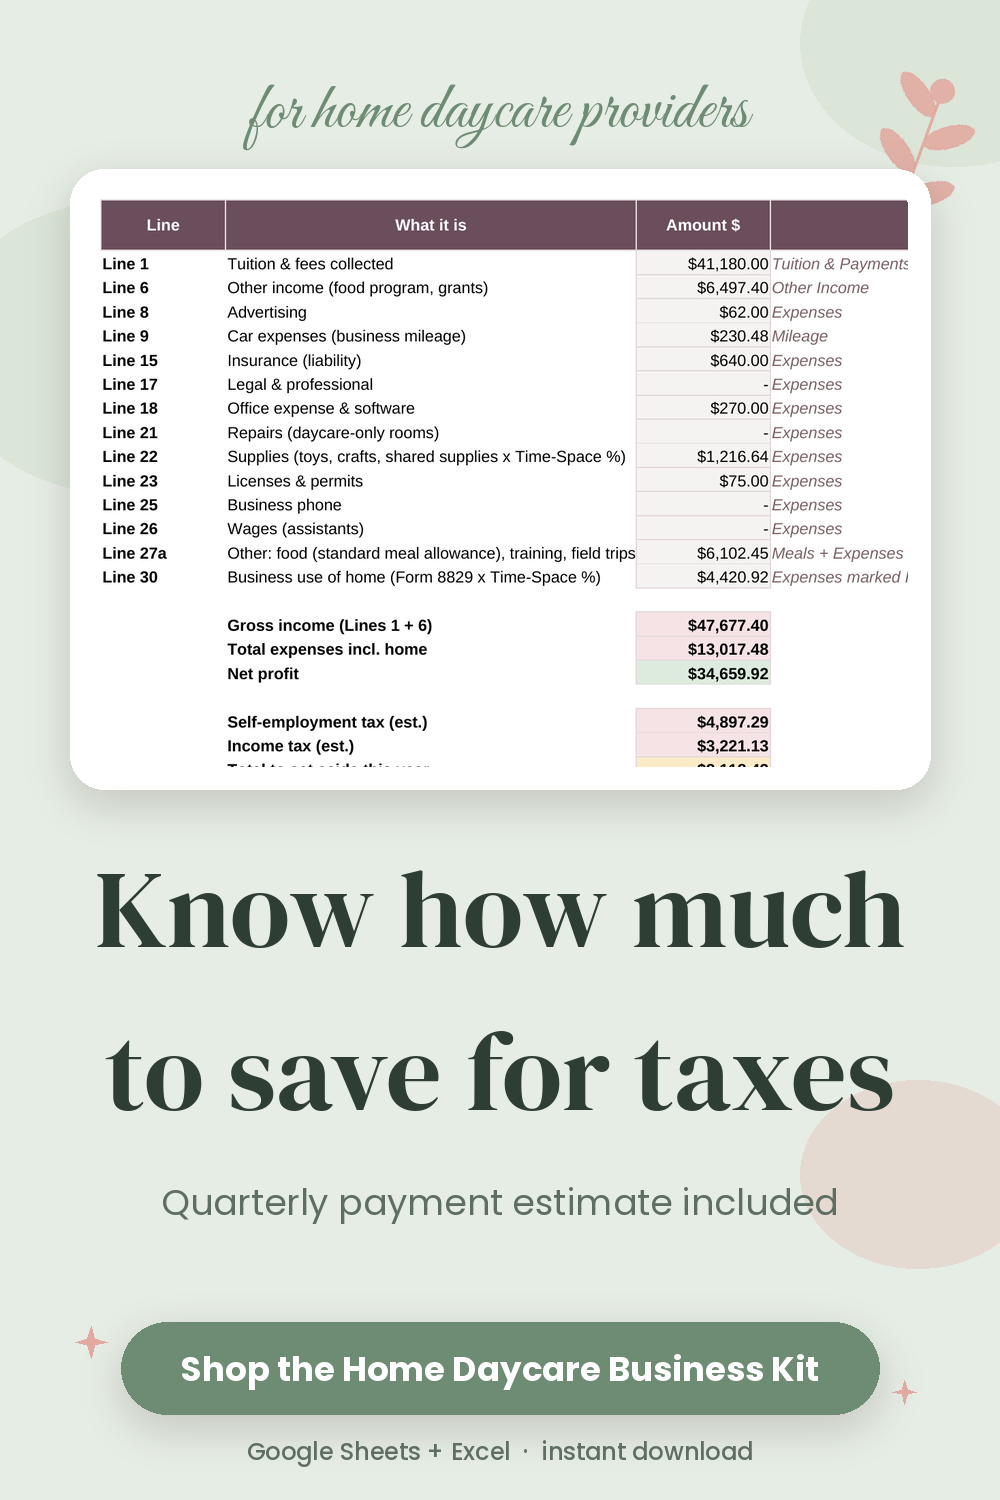 for home daycare providers
Line What it is Amount $
Line 1 Tuition & fees collected $41,180.00 Tuition & Payments
Line 6 Other income (food program, grants) $6,497.40 Other Income
Line 8 Advertising $62.00 Expenses
Line 9 Car expenses (business mileage) $230.48 Mileage
Line 15 Insurance (liability) $640.00 Expenses
Line 17 Legal & professional - Expenses
Line 18 Office expense & software $270.00 Expenses
Line 21 Repairs (daycare-only rooms) - Expenses
Line 22 Supplies (toys, crafts, shared supplies x Time-Space %) $1,216.64 Expenses
Line 23 Licenses & permits $75.00 Expenses
Line 25 Business phone - Expenses
Line 26 Wages (assistants) - Expenses
Line 27a Other: food (standard meal allowance), training, field trips $6,102.45 Meals + Expenses
Line 30 Business use of home (Form 8829 x Time-Space %) $4,420.92 Expenses marked
Gross income (Lines 1 + 6) $47,677.40
Total expenses incl. home $13,017.48
Net profit $34,659.92
Self-employment tax (est.) $4,897.29
Income tax (est.) $3,221.13
Know how much
to save for taxes
Quarterly payment estimate included
Shop the Home Daycare Business Kit
Google Sheets + Excel · instant download